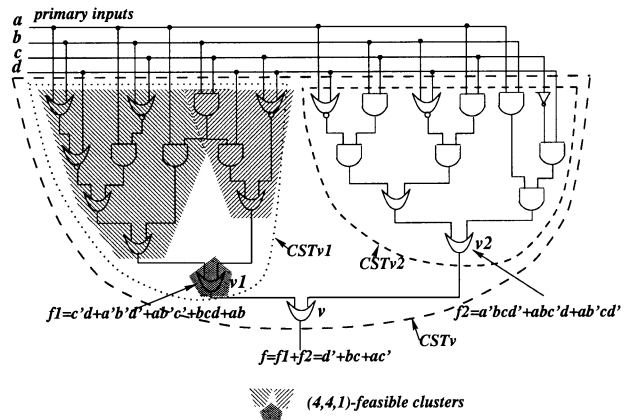 a primary inputs
b
c
d
CSTv1
CSTv2
v2
v1
f1=c'd+a'b'd'+ab'c'+bcd+ab
v
f2=a'bcd'+abc'd+ab'cd'
CSTv
f=f1+f2=d'+bc+ac'
(4,4,1)-feasible clusters